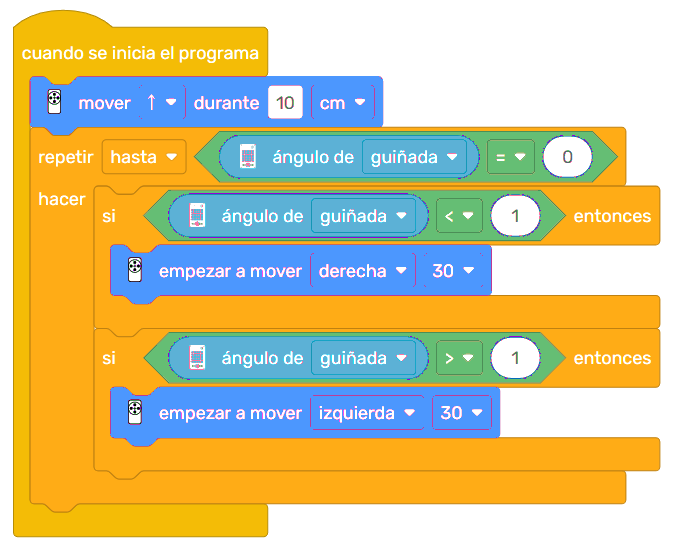 cuando se inicia el programa
mover ↑ durante 10 cm
repetir hasta ángulo de guiñada = 0
hacer
si ángulo de guiñada < 1 entonces
empezar a mover derecha 30
si ángulo de guiñada > 1 entonces
empezar a mover izquierda 30